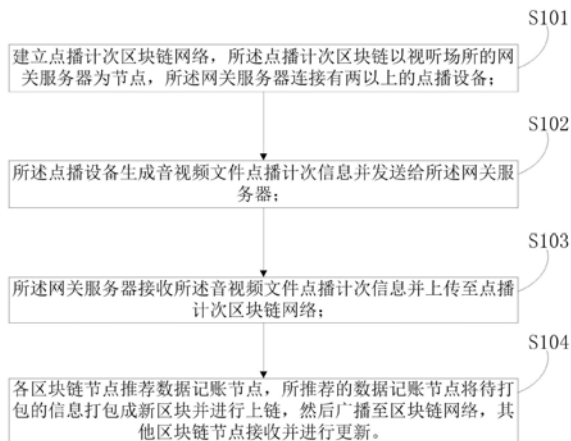 S101
建立点播计次区块链网络，所述点播计次区块链以视听场所的网
关服务器为节点，所述网关服务器连接有两以上的点播设备；
S102
所述点播设备生成音视频文件点播计次信息并发送给所述网关服
务器；
S103
所述网关服务器接收所述音视频文件点播计次信息并上传至点播
计次区块链网络；
S104
各区块链节点推荐数据记账节点，所推荐的数据记账节点将待打
包的信息打包成新区块并进行上链，然后广播至区块链网络，其
他区块链节点接收并进行更新。